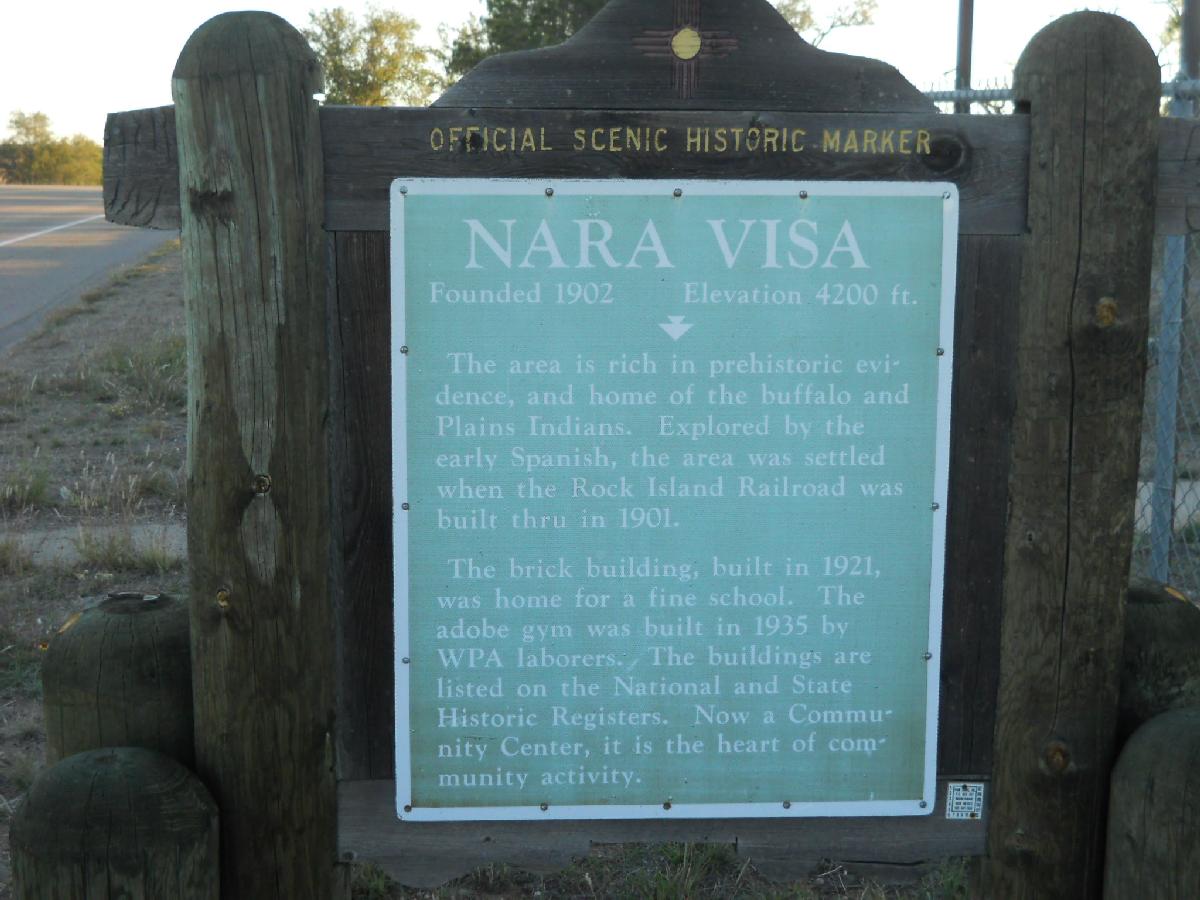 OFFICIAL SCENIC HISTORIC MARKER
NARA VISA
Founded 1902 Elevation 4200 ft.
The area is rich in prehistoric evi-
dence, and home of the buffalo and
Plains Indians. Explored by the
early Spanish, the area was settled
when the Rock Island Railroad was
built thru in 1901.
The brick building, built in 1921,
was home for a fine school. The
adobe gym was built in 1935 by
WPA laborers. The buildings are
listed on the National and State
Historic Registers. Now a Commu-
nity Center, it is the heart of com-
munity activity.